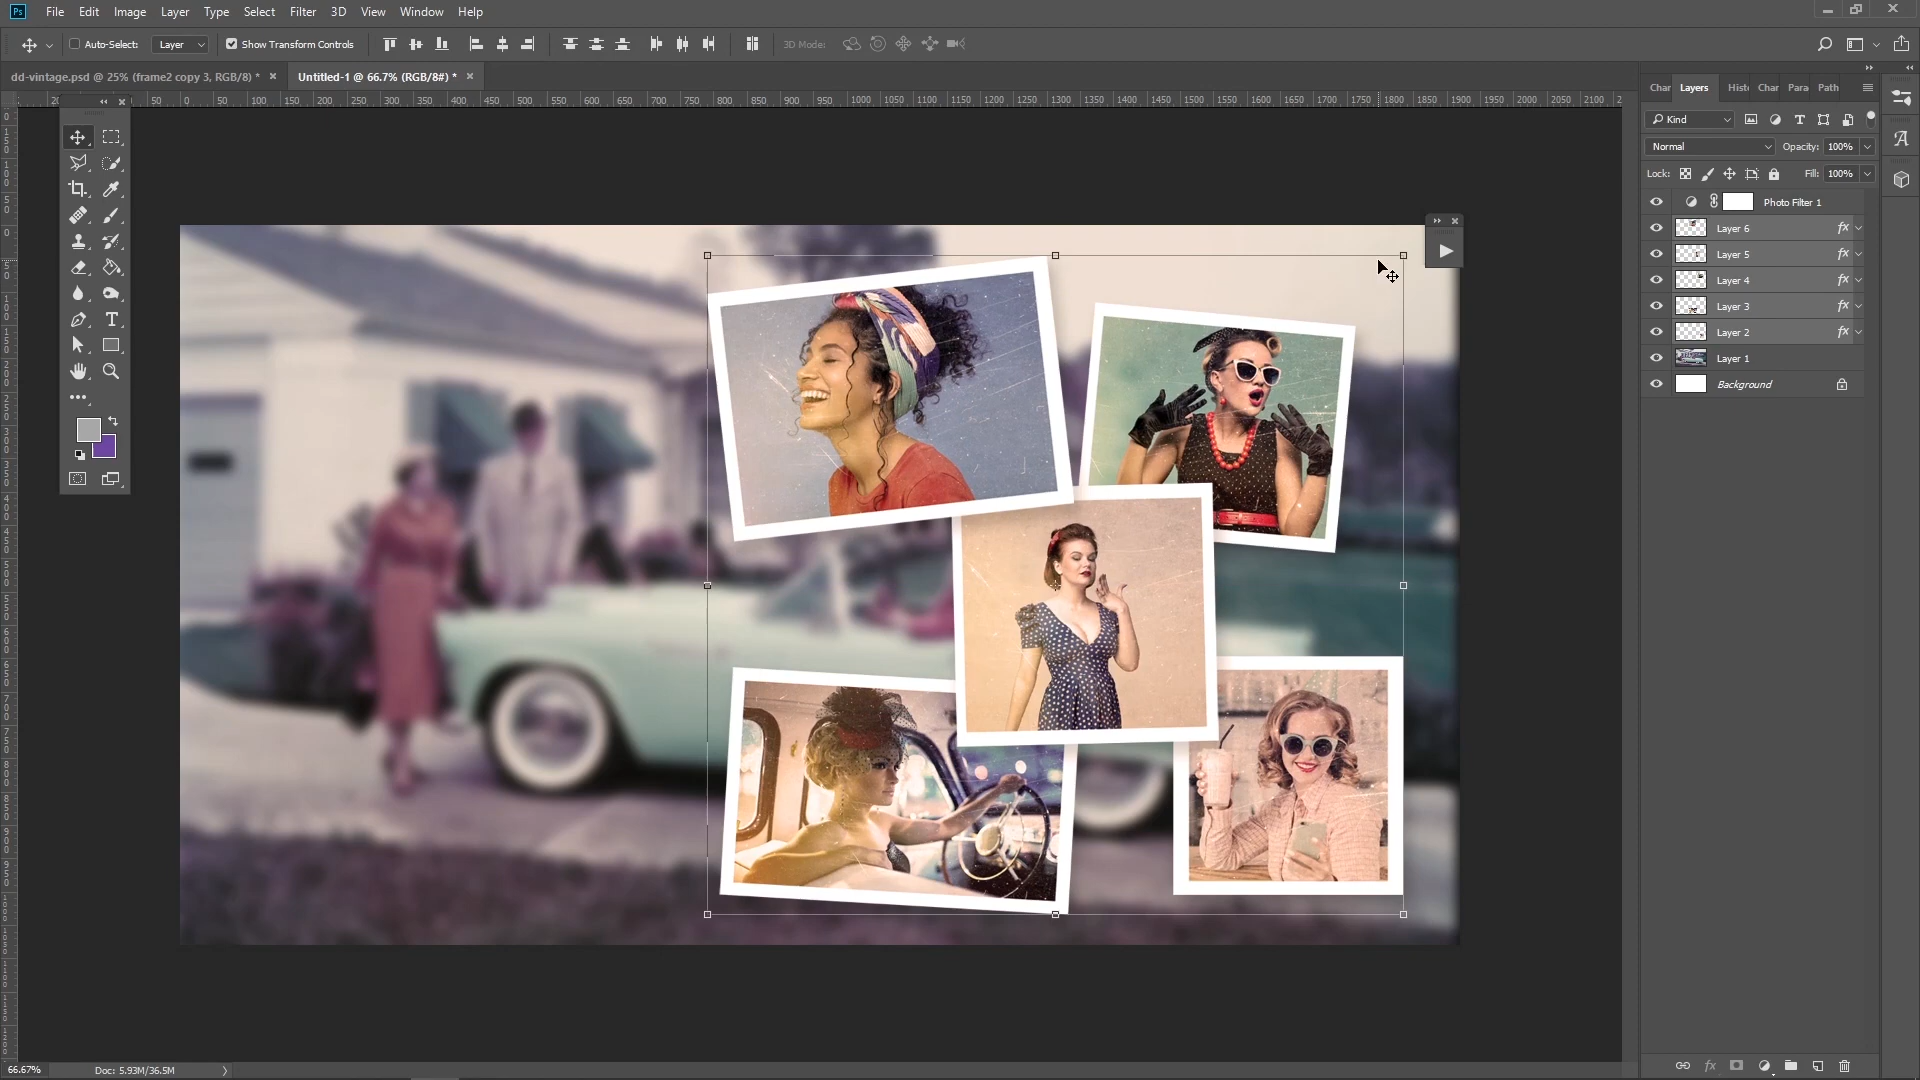 Ps File Edit Image Layer Type Select Filter 3D View Window Help
Auto-Select: Layer Show Transform Controls 3D Mode:
dd-vintage.psd @ 25% (frame2 copy 3, RGB/8) * × Untitled-1 @ 66.7% (RGB/8#) * ×
50 0 50 100 150 200 250 300 350 400 450 500 550 600 650 700 750 800 850 900 950 1000 1050 1100 1150 1200 1250 1300 1350 1400 1450 1500 1550 1600 1650 1700 1750 1800 1850 1900 1950 2000 2050 2100
Char Layers Hist Char Para Path
Kind
Normal Opacity: 100%
Lock: Fill: 100%
Photo Filter 1
Layer 6 fx
Layer 5 fx
Layer 4 fx
Layer 3 fx
Layer 2 fx
Layer 1
Background
66.67% Doc: 5.93M/36.5M